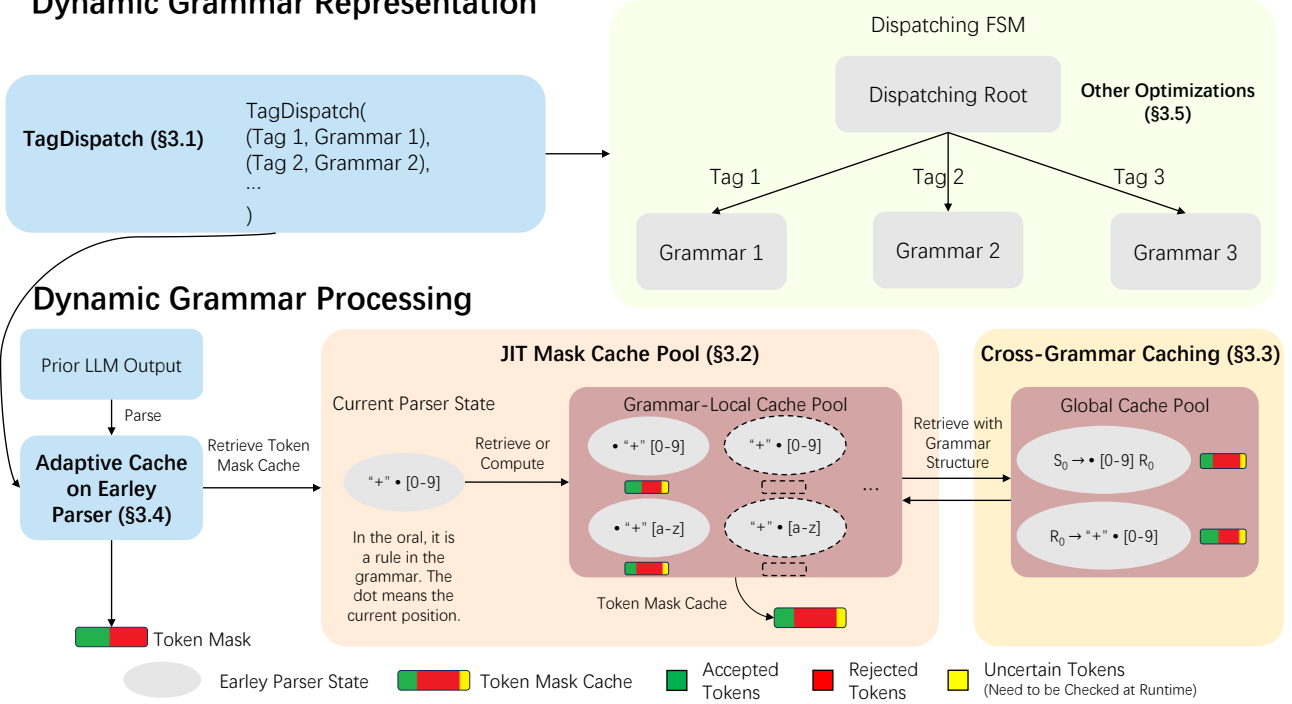 Dynamic Grammar Representation
TagDispatch (§3.1)
TagDispatch(
(Tag 1, Grammar 1),
(Tag 2, Grammar 2),
...
)
Dispatching FSM
Dispatching Root
Other Optimizations
(§3.5)
Tag 1
Tag 2
Tag 3
Grammar 1
Grammar 2
Grammar 3
Dynamic Grammar Processing
Prior LLM Output
Parse
Adaptive Cache
on Earley
Parser (§3.4)
Retrieve Token
Mask Cache
Token Mask
JIT Mask Cache Pool (§3.2)
Current Parser State
"+" • [0-9]
In the oral, it is
a rule in the
grammar. The
dot means the
current position.
Retrieve or
Compute
Grammar-Local Cache Pool
• "+" [0-9]
"+" • [0-9]
...
• "+" [a-z]
"+" • [a-z]
Token Mask Cache
Retrieve with
Grammar
Structure
Cross-Grammar Caching (§3.3)
Global Cache Pool
S₀ → • [0-9] R₀
R₀ → "+" • [0-9]
Earley Parser State
Token Mask Cache
Accepted
Tokens
Rejected
Tokens
Uncertain Tokens
(Need to be Checked at Runtime)